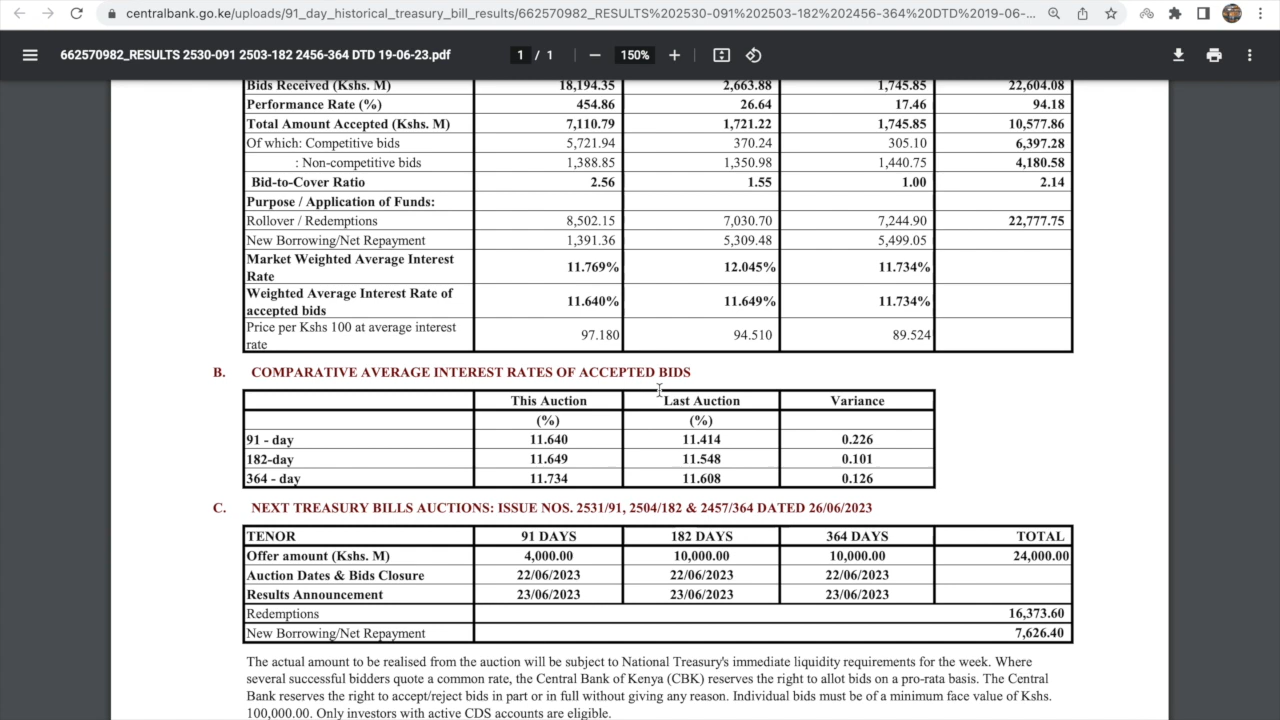 centralbank.go.ke/uploads/91_day_historical_treasury_bill_results/662570982_RESULTS%202530-091%202503-182%202456-364%20DTD%2019-06-...
662570982_RESULTS 2530-091 2503-182 2456-364 DTD 19-06-23.pdf 1 / 1 150%
Bids Received (Kshs. M) 18,194.35 2,663.88 1,745.85 22,604.08
Performance Rate (%) 454.86 26.64 17.46 94.18
Total Amount Accepted (Kshs. M) 7,110.79 1,721.22 1,745.85 10,577.86
Of which: Competitive bids 5,721.94 370.24 305.10 6,397.28
: Non-competitive bids 1,388.85 1,350.98 1,440.75 4,180.58
Bid-to-Cover Ratio 2.56 1.55 1.00 2.14
Purpose / Application of Funds:
Rollover / Redemptions 8,502.15 7,030.70 7,244.90 22,777.75
New Borrowing/Net Repayment 1,391.36 5,309.48 5,499.05
Market Weighted Average Interest
Rate 11.769% 12.045% 11.734%
Weighted Average Interest Rate of
accepted bids 11.640% 11.649% 11.734%
Price per Kshs 100 at average interest
rate 97.180 94.510 89.524
B. COMPARATIVE AVERAGE INTEREST RATES OF ACCEPTED BIDS
This Auction Last Auction Variance
(%) (%)
91 - day 11.640 11.414 0.226
182-day 11.649 11.548 0.101
364 - day 11.734 11.608 0.126
C. NEXT TREASURY BILLS AUCTIONS: ISSUE NOS. 2531/91, 2504/182 & 2457/364 DATED 26/06/2023
TENOR 91 DAYS 182 DAYS 364 DAYS TOTAL
Offer amount (Kshs. M) 4,000.00 10,000.00 10,000.00 24,000.00
Auction Dates & Bids Closure 22/06/2023 22/06/2023 22/06/2023
Results Announcement 23/06/2023 23/06/2023 23/06/2023
Redemptions 16,373.60
New Borrowing/Net Repayment 7,626.40
The actual amount to be realised from the auction will be subject to National Treasury's immediate liquidity requirements for the week. Where
several successful bidders quote a common rate, the Central Bank of Kenya (CBK) reserves the right to allot bids on a pro-rata basis. The Central
Bank reserves the right to accept/reject bids in part or in full without giving any reason. Individual bids must be of a minimum face value of Kshs.
100,000.00. Only investors with active CDS accounts are eligible.